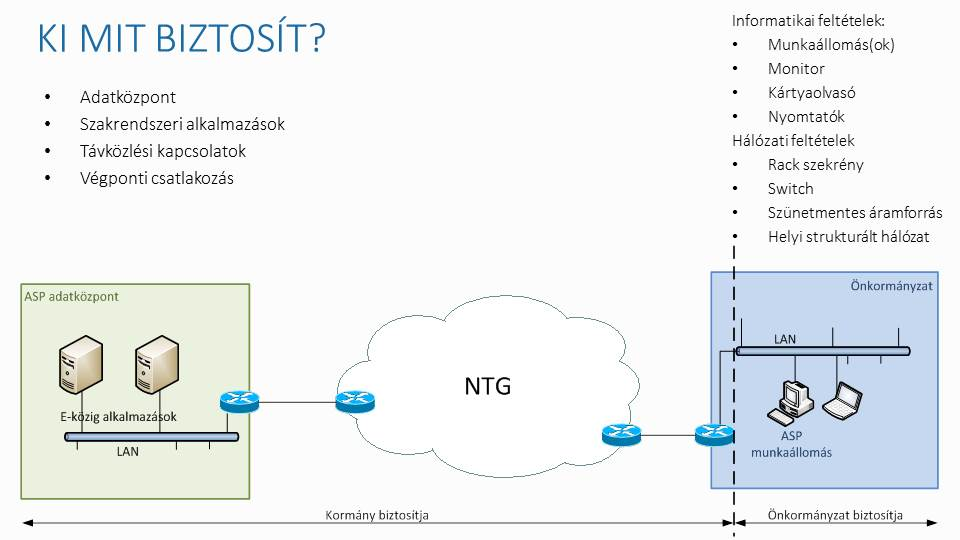 KI MIT BIZTOSÍT?
• Adatközpont
• Szakrendszeri alkalmazások
• Távközlési kapcsolatok
• Végponti csatlakozás
Informatikai feltételek:
• Munkaállomás(ok)
• Monitor
• Kártyaolvasó
• Nyomtatók
Hálózati feltételek
• Rack szekrény
• Switch
• Szünetmentes áramforrás
• Helyi strukturált hálózat
ASP adatközpont
E-közig alkalmazások
LAN
NTG
Önkormányzat
LAN
ASP
munkaállomás
Kormány biztosítja
Önkormányzat biztosítja